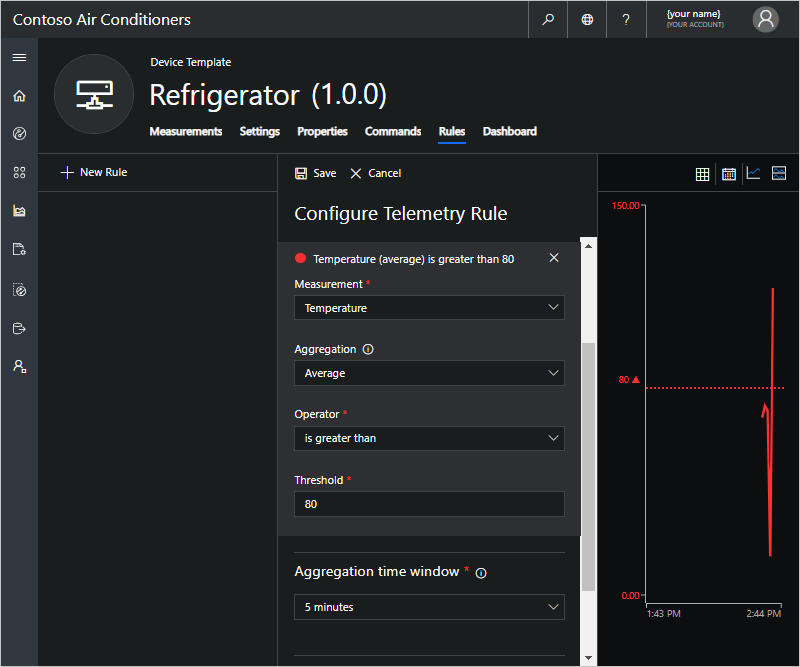 Contoso Air Conditioners
?
{your name}
{YOUR ACCOUNT}
Device Template
Refrigerator (1.0.0)
Measurements Settings Properties Commands Rules Dashboard
New Rule
Save Cancel
Configure Telemetry Rule
Temperature (average) is greater than 80
Measurement *
Temperature
Aggregation
Average
Operator *
is greater than
Threshold *
80
Aggregation time window *
5 minutes
150.00
80
0.00
1:43 PM 2:44 PM